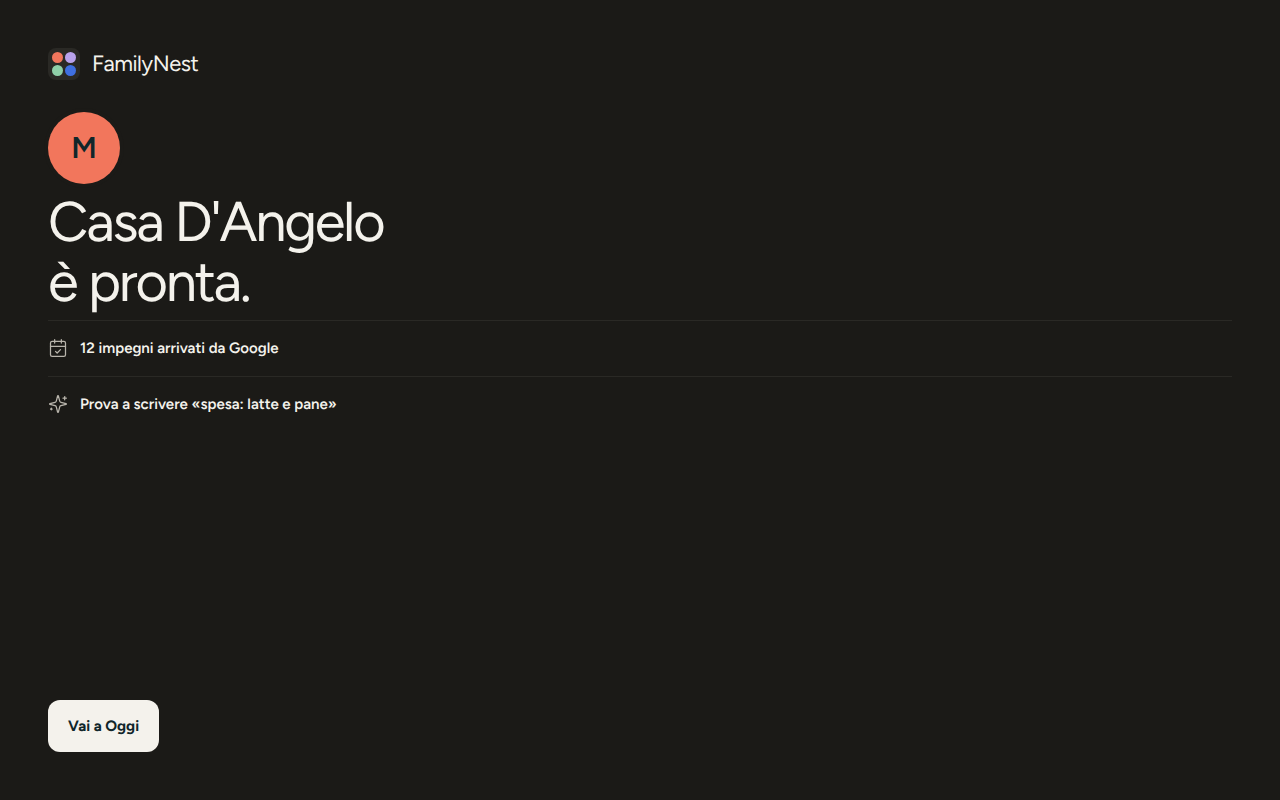 FamilyNest
M
Casa D'Angelo
è pronta.
12 impegni arrivati da Google
Prova a scrivere «spesa: latte e pane»
Vai a Oggi